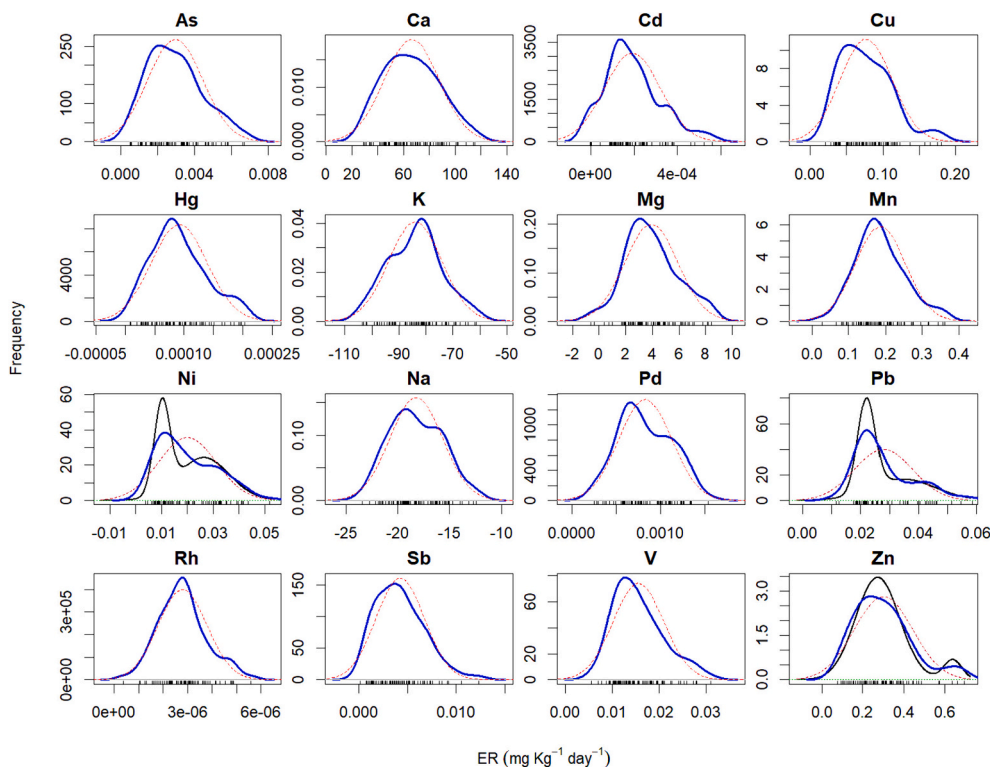 As Ca Cd Cu
0 100 250
0.000 0.004 0.008
0.000 0.010
0 20 60 100 140
0 1500 3500
0e+00 4e-04
0 4 8
0.00 0.10 0.20
Hg K Mg Mn
0 4000
-0.00005 0.00010 0.00025
0.00 0.02 0.04
-110 -90 -70 -50
0.00 0.10 0.20
-2 0 2 4 6 8 10
0 2 4 6
0.0 0.1 0.2 0.3 0.4
Frequency
Ni Na Pd Pb
0 20 40 60
-0.01 0.01 0.03 0.05
0.00 0.05 0.10
-25 -20 -15 -10
0 400 1000
0.0000 0.0010
0 20 60
0.00 0.02 0.04 0.06
Rh Sb V Zn
0e+00 3e+05
0e+00 3e-06 6e-06
0 50 100 150
0.000 0.010
0 20 40 60
0.00 0.01 0.02 0.03
0.0 1.5 3.0
0.0 0.2 0.4 0.6
ER (mg Kg⁻¹ day⁻¹)